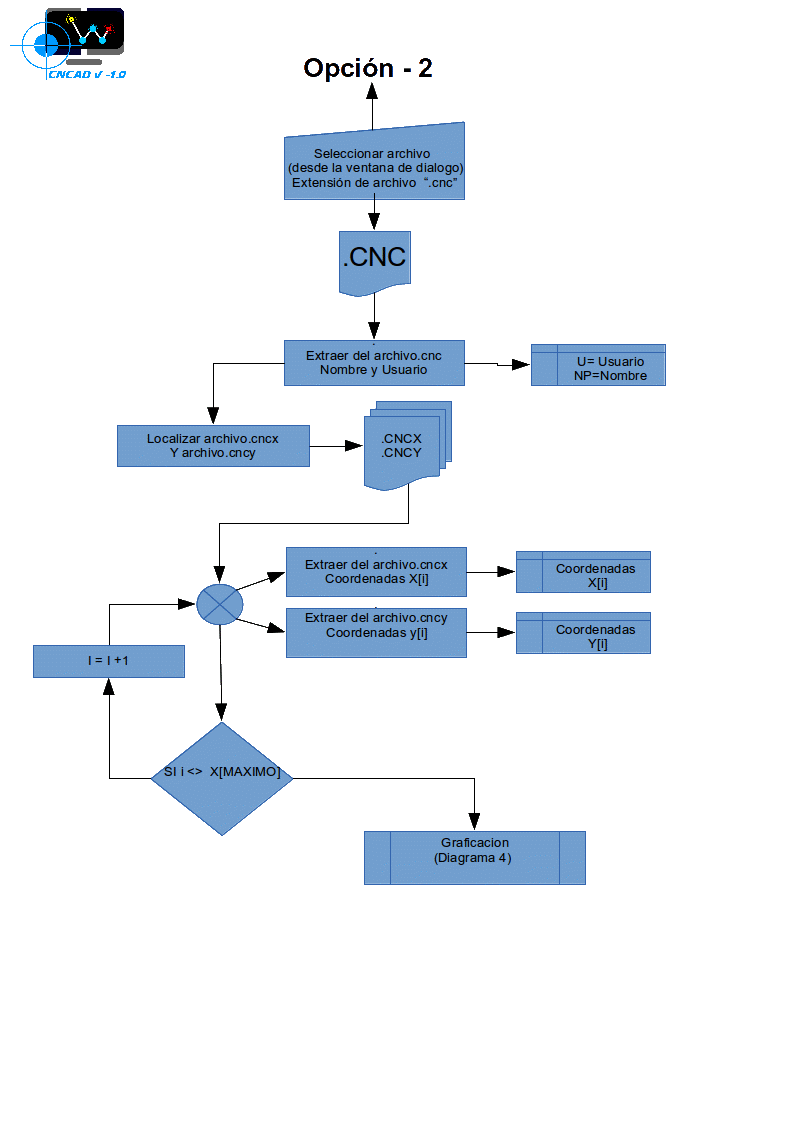 CNCAD V -1.0
Opción - 2
Seleccionar archivo
(desde la ventana de dialogo)
Extensión de archivo “.cnc”
.CNC
.
Extraer del archivo.cnc
Nombre y Usuario
U= Usuario
NP=Nombre
Localizar archivo.cncx
Y archivo.cncy
.CNCX
.CNCY
.
Extraer del archivo.cncx
Coordenadas X[i]
Coordenadas
X[i]
.
Extraer del archivo.cncy
Coordenadas y[i]
Coordenadas
Y[i]
I = I +1
SI i <> X[MAXIMO]
Graficacion
(Diagrama 4)